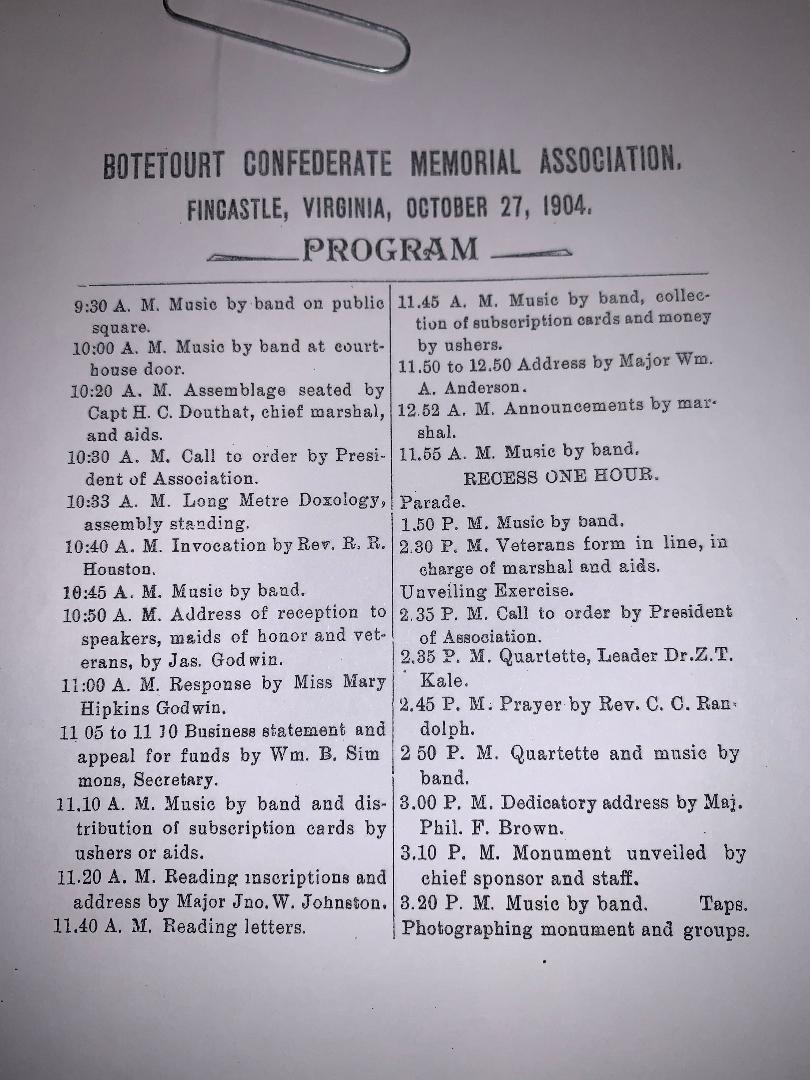 BOTETOURT CONFEDERATE MEMORIAL ASSOCIATION.
FINCASTLE, VIRGINIA, OCTOBER 27, 1904.
PROGRAM
9:30 A. M. Music by band on public
square.
10:00 A. M. Music by band at court-
house door.
10:20 A. M. Assemblage seated by
Capt H. C. Douthat, chief marshal,
and aids.
10:30 A. M. Call to order by Presi-
dent of Association.
10:33 A. M. Long Metre Doxology,
assembly standing.
10:40 A. M. Invocation by Rev. R. R.
Houston.
10:45 A. M. Music by band.
10:50 A. M. Address of reception to
speakers, maids of honor and vet-
erans, by Jas. Godwin.
11:00 A. M. Response by Miss Mary
Hipkins Godwin.
11 05 to 11 10 Business statement and
appeal for funds by Wm. B. Sim
mons, Secretary.
11.10 A. M. Music by band and dis-
tribution of subscription cards by
ushers or aids.
11.20 A. M. Reading inscriptions and
address by Major Jno. W. Johnston.
11.40 A. M. Reading letters.
11.45 A. M. Music by band, collec-
tion of subscription cards and money
by ushers.
11.50 to 12.50 Address by Major Wm.
A. Anderson.
12.52 A. M. Announcements by mar-
shal.
11.55 A. M. Music by band.
RECESS ONE HOUR.
Parade.
1.50 P. M. Music by band.
2.30 P. M. Veterans form in line, in
charge of marshal and aids.
Unveiling Exercise.
2.35 P. M. Call to order by President
of Association.
2.35 P. M. Quartette, Leader Dr. Z. T.
Kale.
2.45 P. M. Prayer by Rev. C. C. Ran-
dolph.
2 50 P. M. Quartette and music by
band.
3.00 P. M. Dedicatory address by Maj.
Phil. F. Brown.
3.10 P. M. Monument unveiled by
chief sponsor and staff.
3.20 P. M. Music by band. Taps.
Photographing monument and groups.